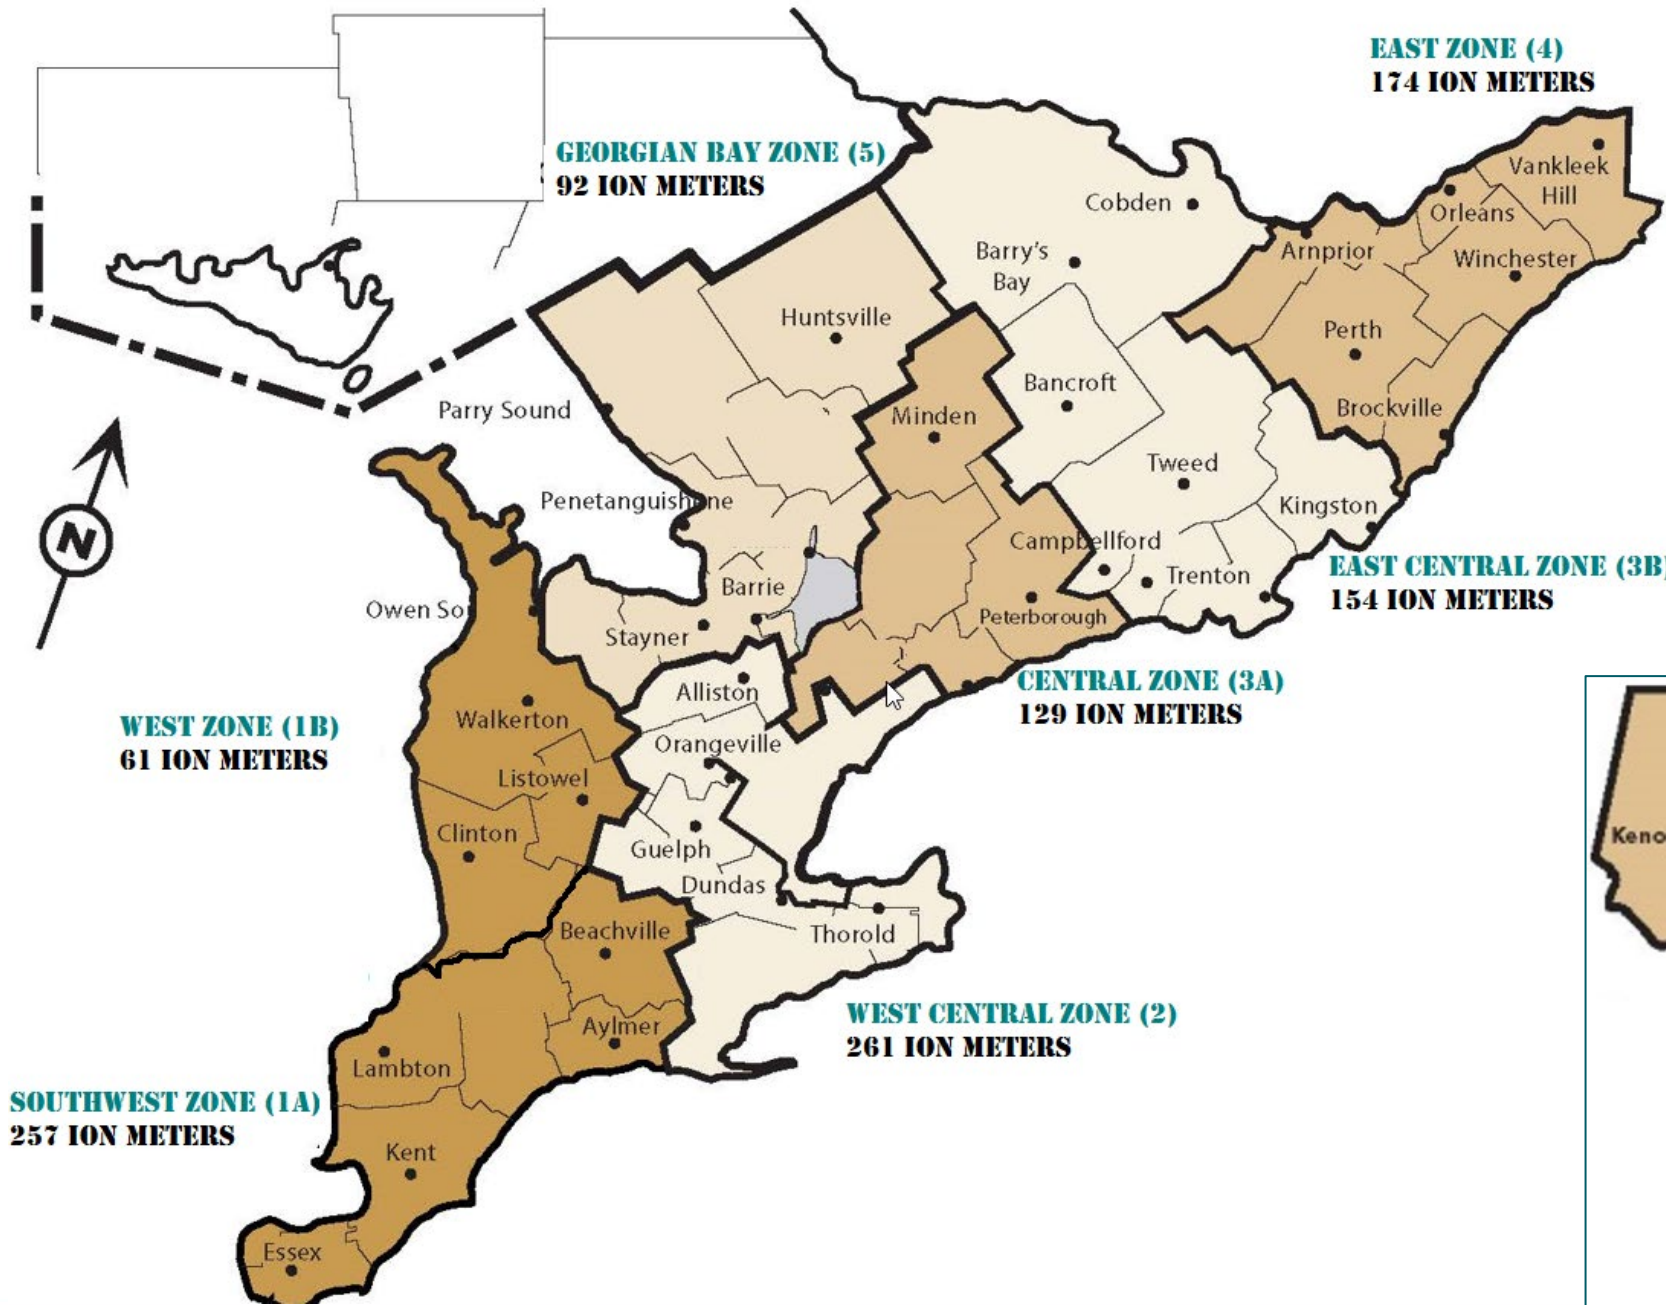 EAST ZONE (4)
174 ION METERS
GEORGIAN BAY ZONE (5)
92 ION METERS
Vankleek
Hill
Orleans
Cobden
Arnprior
Winchester
Barry's
Bay
Huntsville
Perth
Bancroft
Parry Sound
Minden
Brockville
Tweed
Penetanguishene
Kingston
N
Campbellford
EAST CENTRAL ZONE (3B)
154 ION METERS
Barrie
Trenton
Owen So
Stayner
Peterborough
CENTRAL ZONE (3A)
129 ION METERS
Alliston
WEST ZONE (1B)
61 ION METERS
Walkerton
Orangeville
Listowel
Clinton
Guelph
Keno
Dundas
Beachville
Thorold
WEST CENTRAL ZONE (2)
261 ION METERS
Aylmer
Lambton
SOUTHWEST ZONE (1A)
257 ION METERS
Kent
Essex